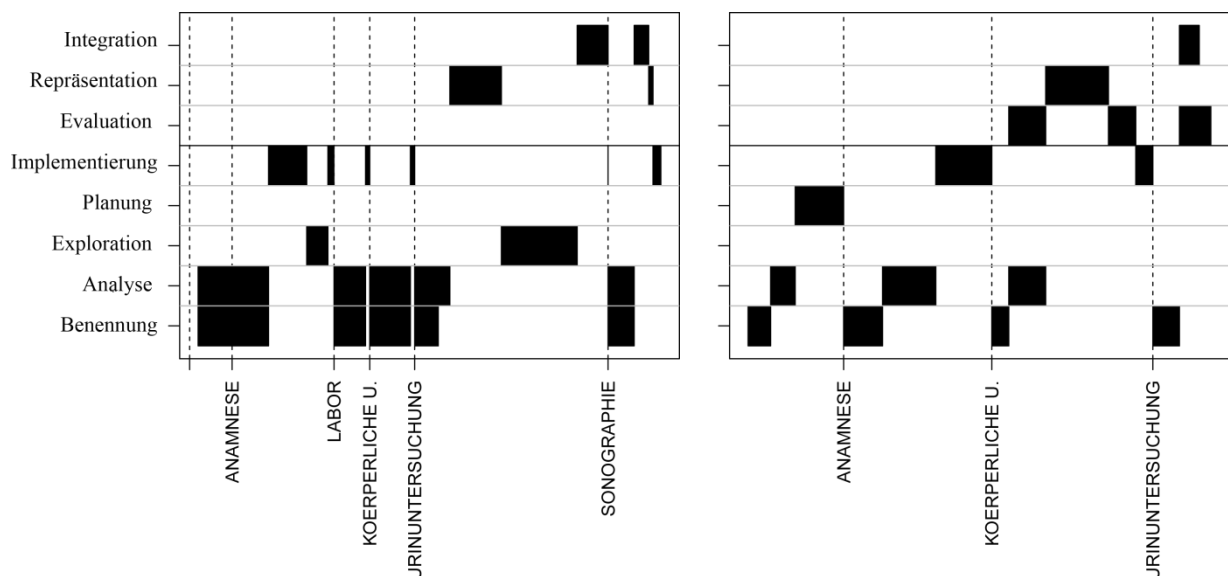 Integration
Repräsentation
Evaluation
Implementierung
Planung
Exploration
Analyse
Benennung
ANAMNESE
LABOR
KOERPERLICHE U.
URINUNTERSUCHUNG
SONOGRAPHIE
ANAMNESE
KOERPERLICHE U.
URINUNTERSUCHUNG